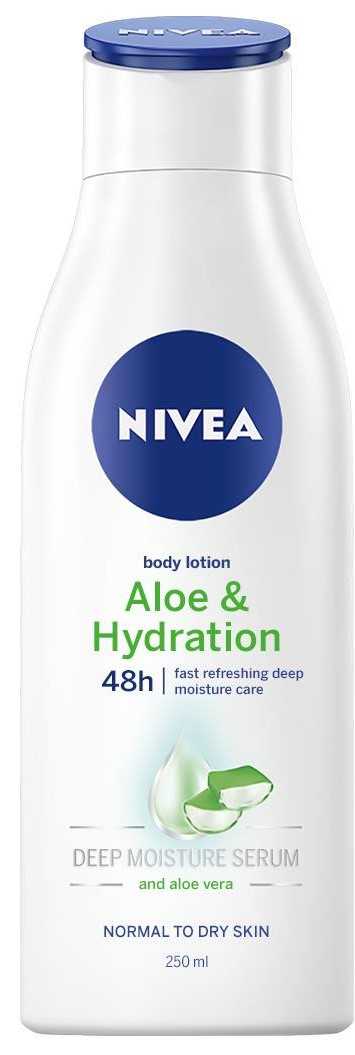 NIVEA
NIVEA
body lotion
Aloe &
Hydration
48h | fast refreshing deep
moisture care
DEEP MOISTURE SERUM
and aloe vera
NORMAL TO DRY SKIN
250 ml